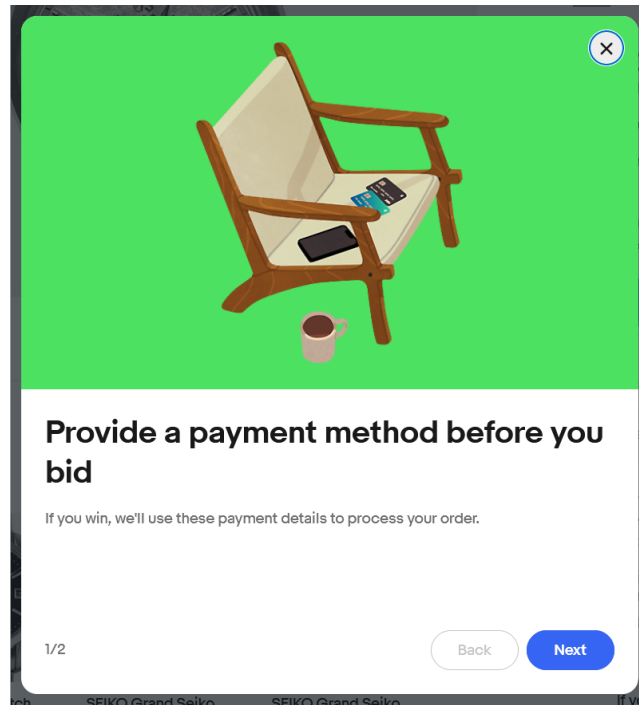 Provide a payment method before you
bid
If you win, we'll use these payment details to process your order.
1/2
Back
Next
SEIKO Grand Seiko
SEIKO Grand Seiko